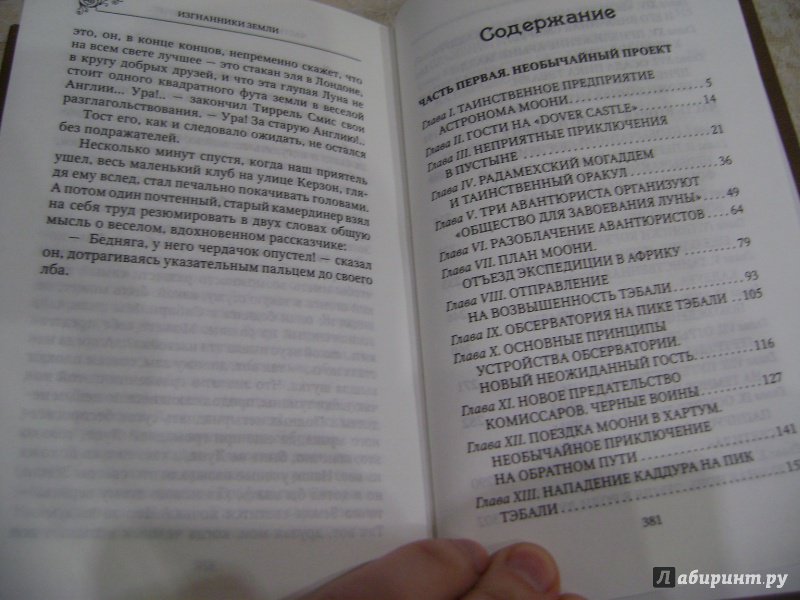 ИЗГНАННИКИ ЗЕМЛИ
это, он, в конце концов, непременно скажет, что
на всем свете лучшее — это стакан эля в Лондоне,
в кругу добрых друзей, и что эта глупая Луна не
стоит одного квадратного фута земли в веселой
Англии... Ура!.. — закончил Тиррель Смис свои
разглагольствования. — Ура! За старую Англию!..
Тост его, как и следовало ожидать, не остался
без подражателей.
Несколько минут спустя, когда наш приятель
ушел, весь маленький клуб на улице Керзон, гля-
дя ему вслед, стал печально покачивать головами.
А потом один почтенный, старый камердинер взял
на себя труд резюмировать в двух словах общую
мысль о веселом, вдохновенном рассказчике:
— Бедняга, у него чердачок опустел! — сказал
он, дотрагиваясь указательным пальцем до своего
лба.
Содержание
ЧАСТЬ ПЕРВАЯ. НЕОБЫЧАЙНЫЙ ПРОЕКТ
Глава I. ТАИНСТВЕННОЕ ПРЕДПРИЯТИЕ
АСТРОНОМА МООНИ. 5
Глава II. ГОСТИ НА «DOVER CASTLE» 14
Глава III. НЕПРИЯТНЫЕ ПРИКЛЮЧЕНИЯ
В ПУСТЫНЕ 21
Глава IV. РАДАМЕХСКИЙ МОГАДДЕМ
И ТАИНСТВЕННЫЙ ОРАКУЛ 36
Глава V. ТРИ АВАНТЮРИСТА ОРГАНИЗУЮТ
«ОБЩЕСТВО ДЛЯ ЗАВОЕВАНИЯ ЛУНЫ» 49
Глава VI. РАЗОБЛАЧЕНИЕ АВАНТЮРИСТОВ 64
Глава VII. ПЛАН МООНИ.
ОТЪЕЗД ЭКСПЕДИЦИИ В АФРИКУ 79
Глава VIII. ОТПРАВЛЕНИЕ
НА ВОЗВЫШЕННОСТЬ ТЭБАЛИ 93
Глава IX. ОБСЕРВАТОРИЯ НА ПИКЕ ТЭБАЛИ 105
Глава X. ОСНОВНЫЕ ПРИНЦИПЫ
УСТРОЙСТВА ОБСЕРВАТОРИИ.
НОВЫЙ НЕОЖИДАННЫЙ ГОСТЬ 116
Глава XI. НОВОЕ ПРЕДАТЕЛЬСТВО
КОМИССАРОВ. ЧЕРНЫЕ ВОИНЫ 127
Глава XII. ПОЕЗДКА МООНИ В ХАРТУМ.
НЕОБЫЧАЙНОЕ ПРИКЛЮЧЕНИЕ
НА ОБРАТНОМ ПУТИ 141
Глава XIII. НАПАДЕНИЕ КАДДУРА НА ПИК
ТЭБАЛИ
381
Лабиринт.ру